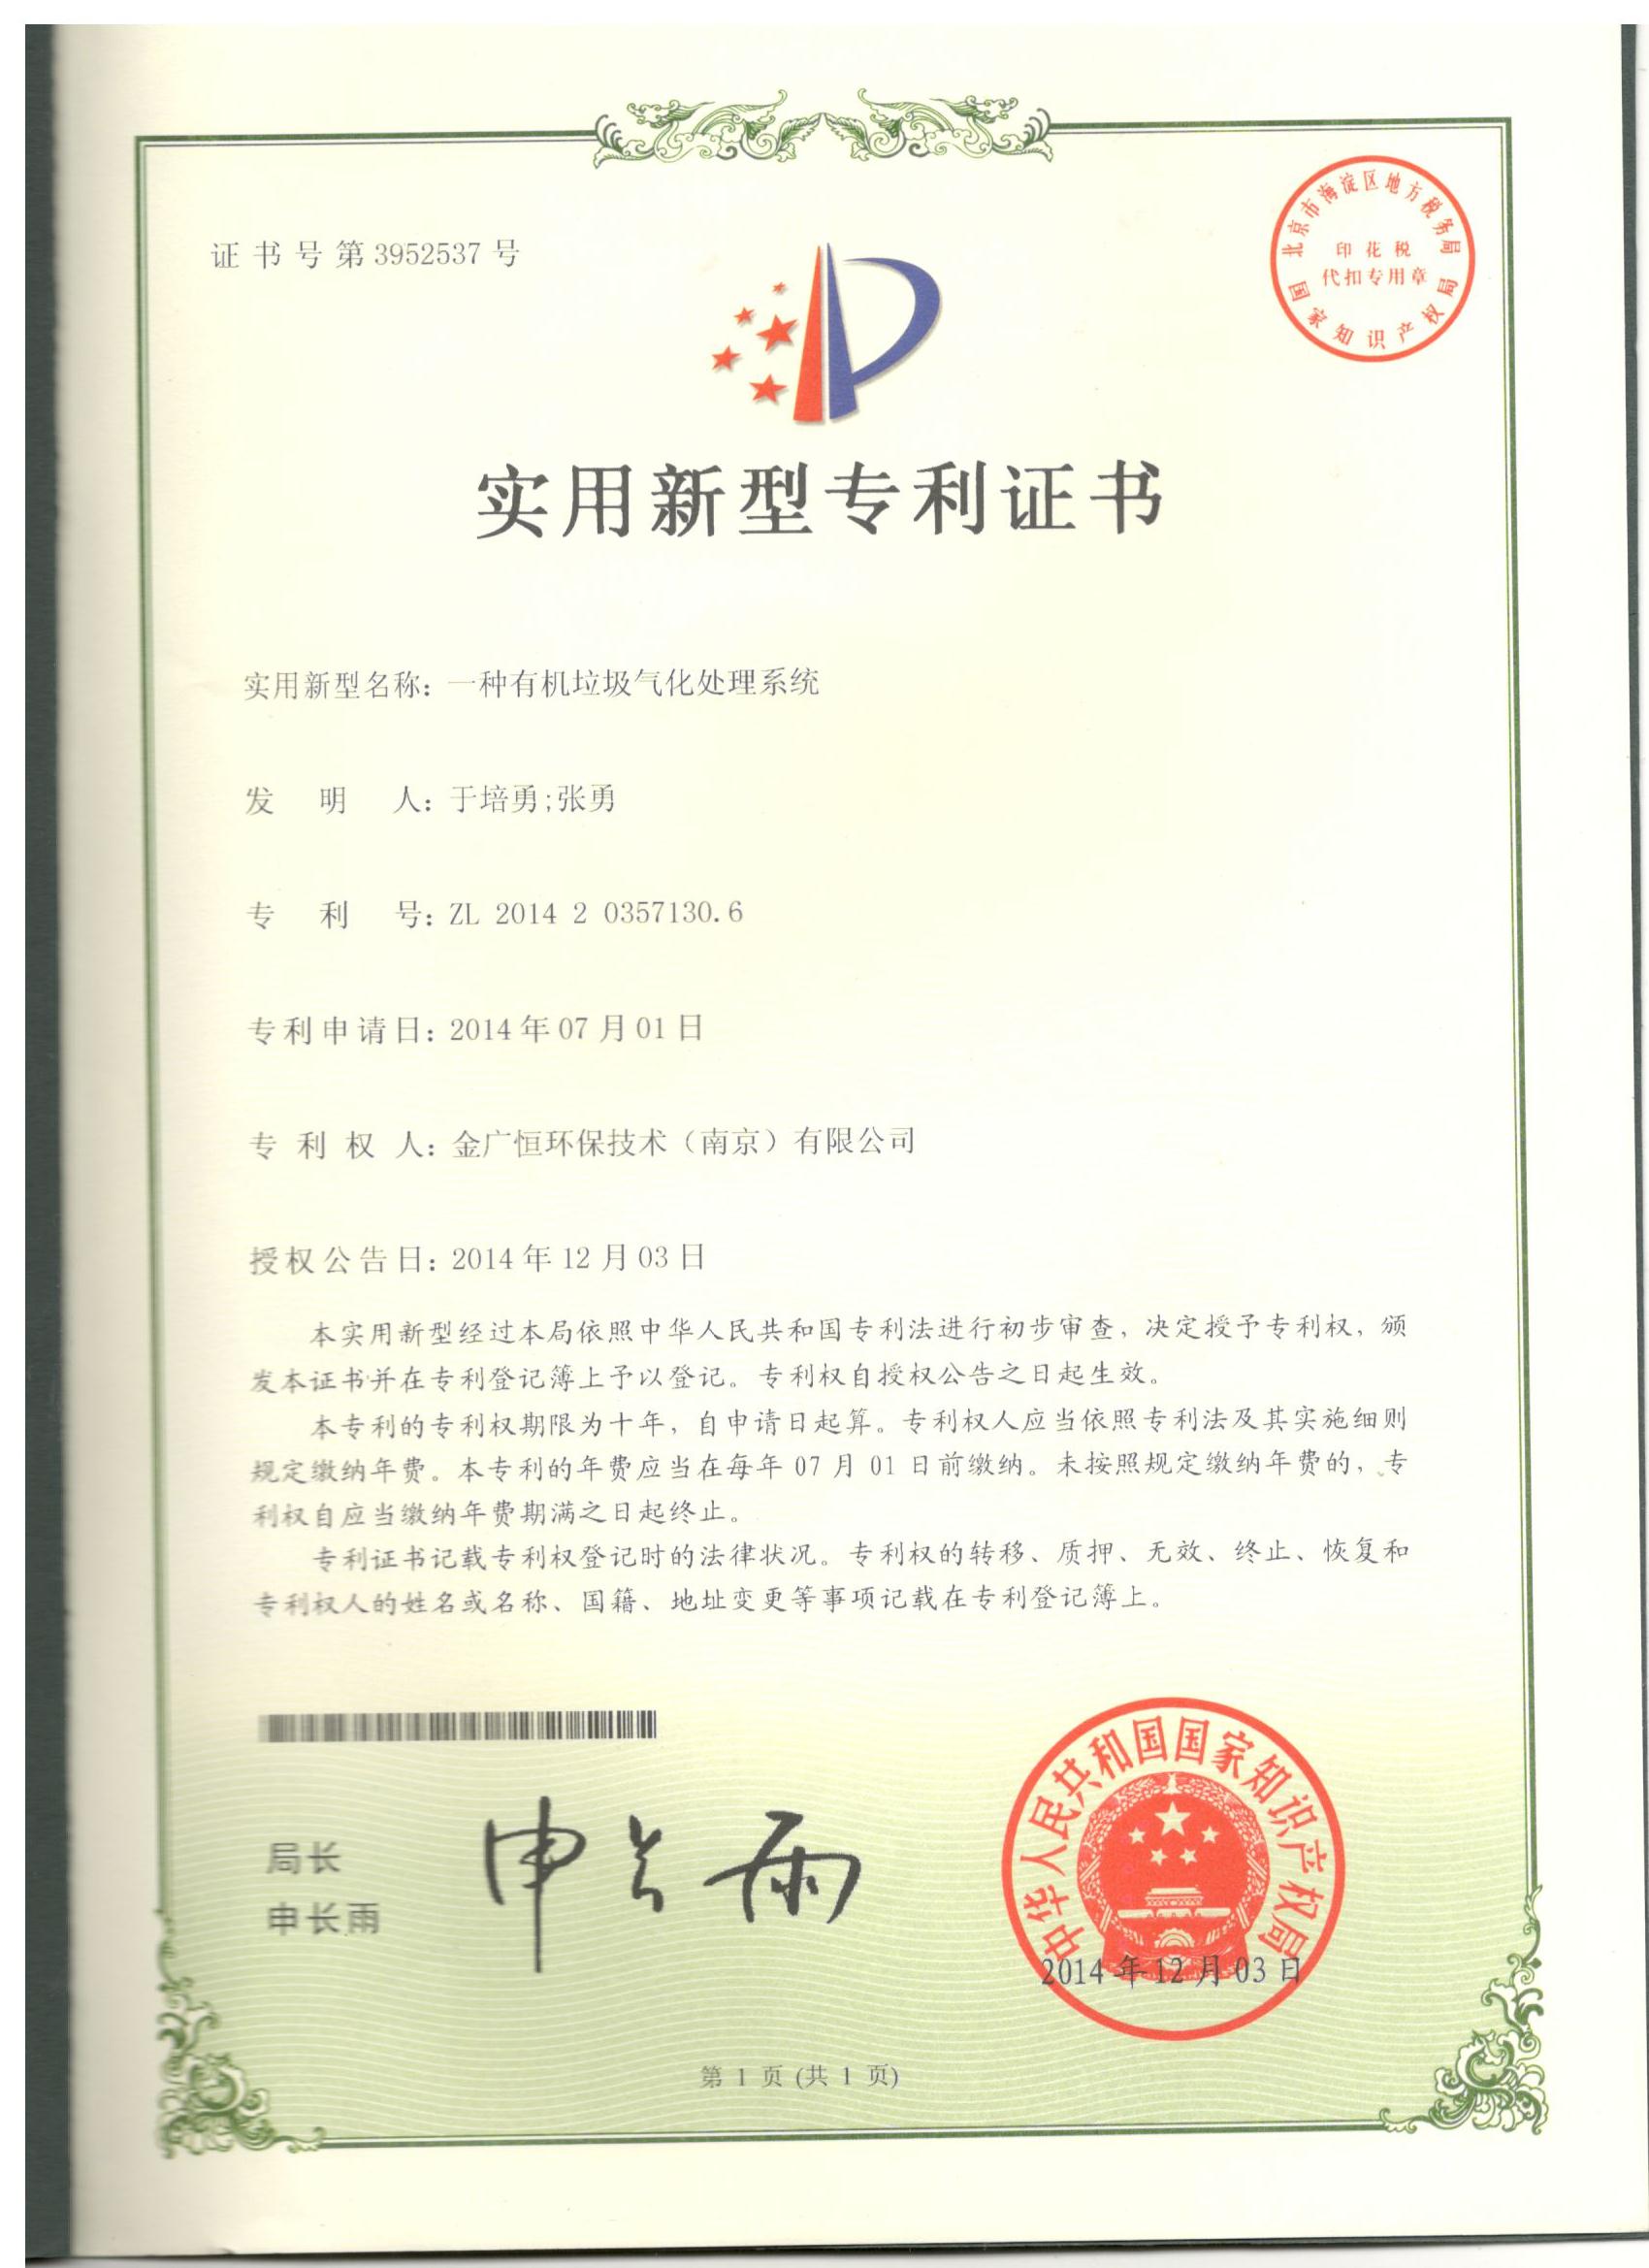 证书号第3952537号
北京市海淀区地方税务局
印花税
代扣专用章
国家知识产权局
实用新型专利证书
实用新型名称：一种有机垃圾气化处理系统
发明人：于培勇;张勇
专利号：ZL 2014 2 0357130.6
专利申请日：2014年07月01日
专利权人：金广恒环保技术（南京）有限公司
授权公告日：2014年12月03日
本实用新型经过本局依照中华人民共和国专利法进行初步审查，决定授予专利权，颁
发本证书并在专利登记簿上予以登记。专利权自授权公告之日起生效。
本专利的专利权期限为十年，自申请日起算。专利权人应当依照专利法及其实施细则
规定缴纳年费。本专利的年费应当在每年07月01日前缴纳。未按照规定缴纳年费的，专
利权自应当缴纳年费期满之日起终止。
专利证书记载专利权登记时的法律状况。专利权的转移、质押、无效、终止、恢复和
专利权人的姓名或名称、国籍、地址变更等事项记载在专利登记簿上。
局长
申长雨
申长雨
中华人民共和国国家知识产权局
2014年12月03日
第 1 页 (共 1 页)